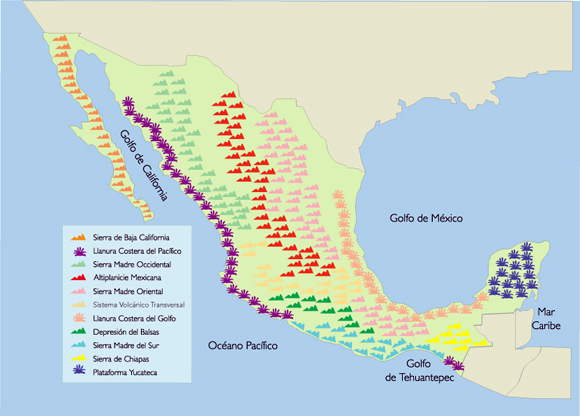 Golfo de California
Golfo de México
Sierra de Baja California
Llanura Costera del Pacífico
Sierra Madre Occidental
Altiplanície Mexicana
Sierra Madre Oriental
Sistema Volcánico Transversal
Llanura Costera del Golfo
Depresión del Balsas
Sierra Madre del Sur
Sierra de Chiapas
Plataforma Yucateca
Mar
Caribe
Océano Pacífico
Golfo
de Tehuantepec